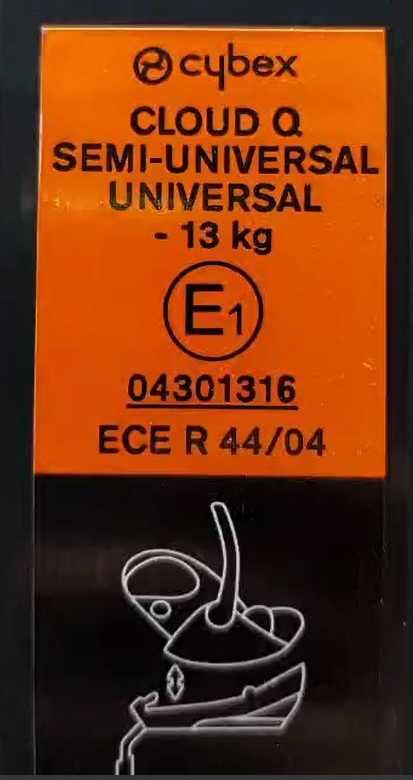 cybex
CLOUD Q
SEMI-UNIVERSAL
UNIVERSAL
- 13 kg
E1
04301316
ECE R 44/04